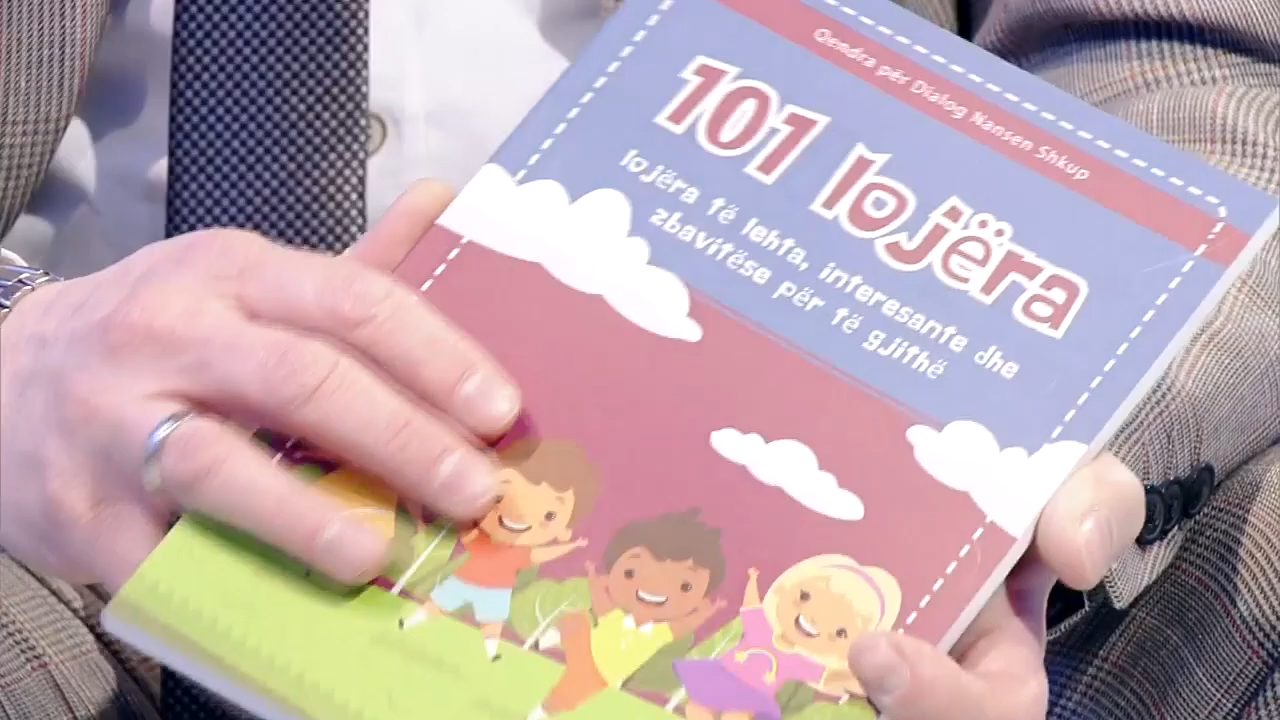 Qendra për Dialog Nansen Shkup
101 lojëra
lojëra të lehta, interesante dhe
zbavitëse për të gjithë